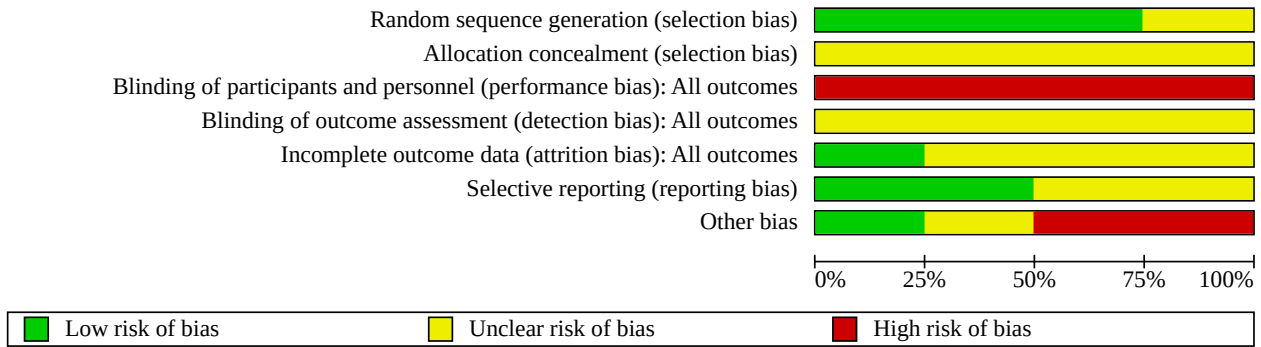 Random sequence generation (selection bias)
Allocation concealment (selection bias)
Blinding of participants and personnel (performance bias): All outcomes
Blinding of outcome assessment (detection bias): All outcomes
Incomplete outcome data (attrition bias): All outcomes
Selective reporting (reporting bias)
Other bias
0% 25% 50% 75% 100%
Low risk of bias Unclear risk of bias High risk of bias